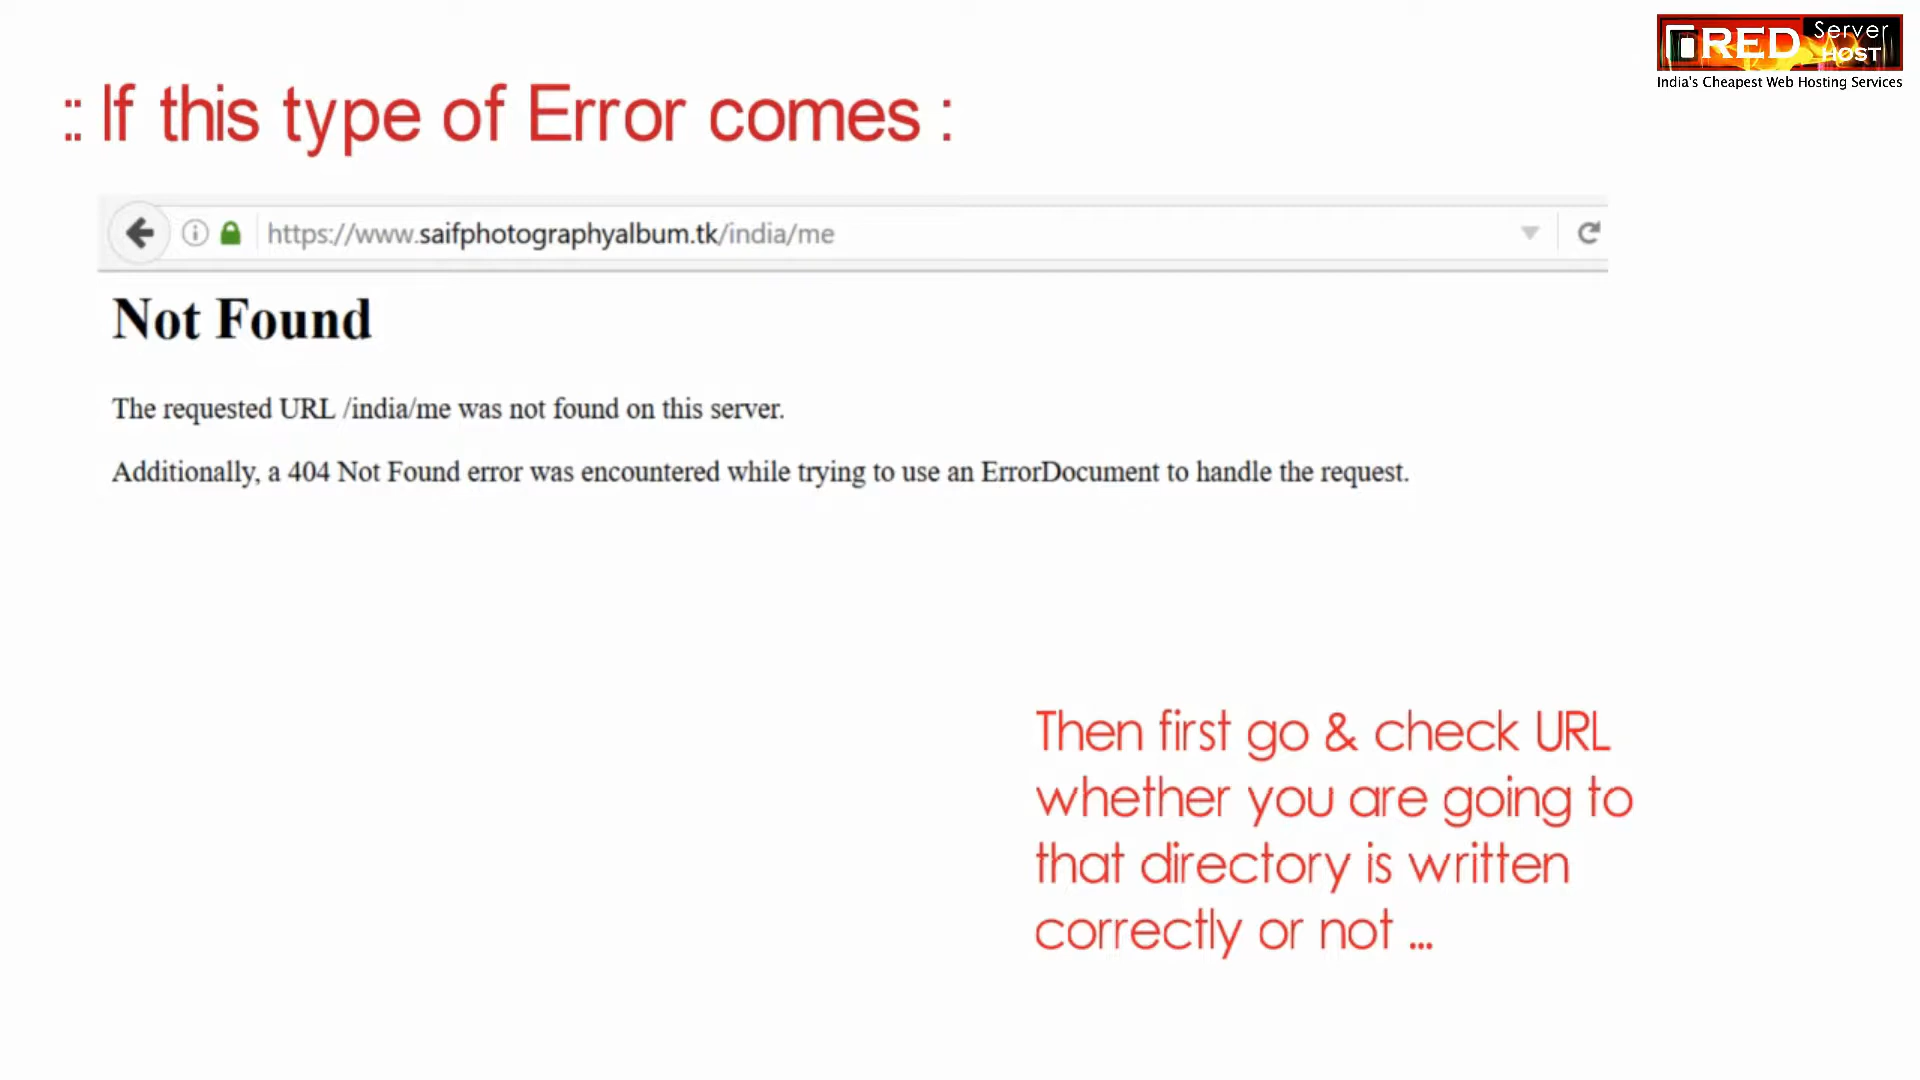 RED Server HOST
India's Cheapest Web Hosting Services
:: If this type of Error comes :
https://www.saifphotographyalbum.tk/india/me
Not Found
The requested URL /india/me was not found on this server.
Additionally, a 404 Not Found error was encountered while trying to use an ErrorDocument to handle the request.
Then first go & check URL
whether you are going to
that directory is written
correctly or not ...